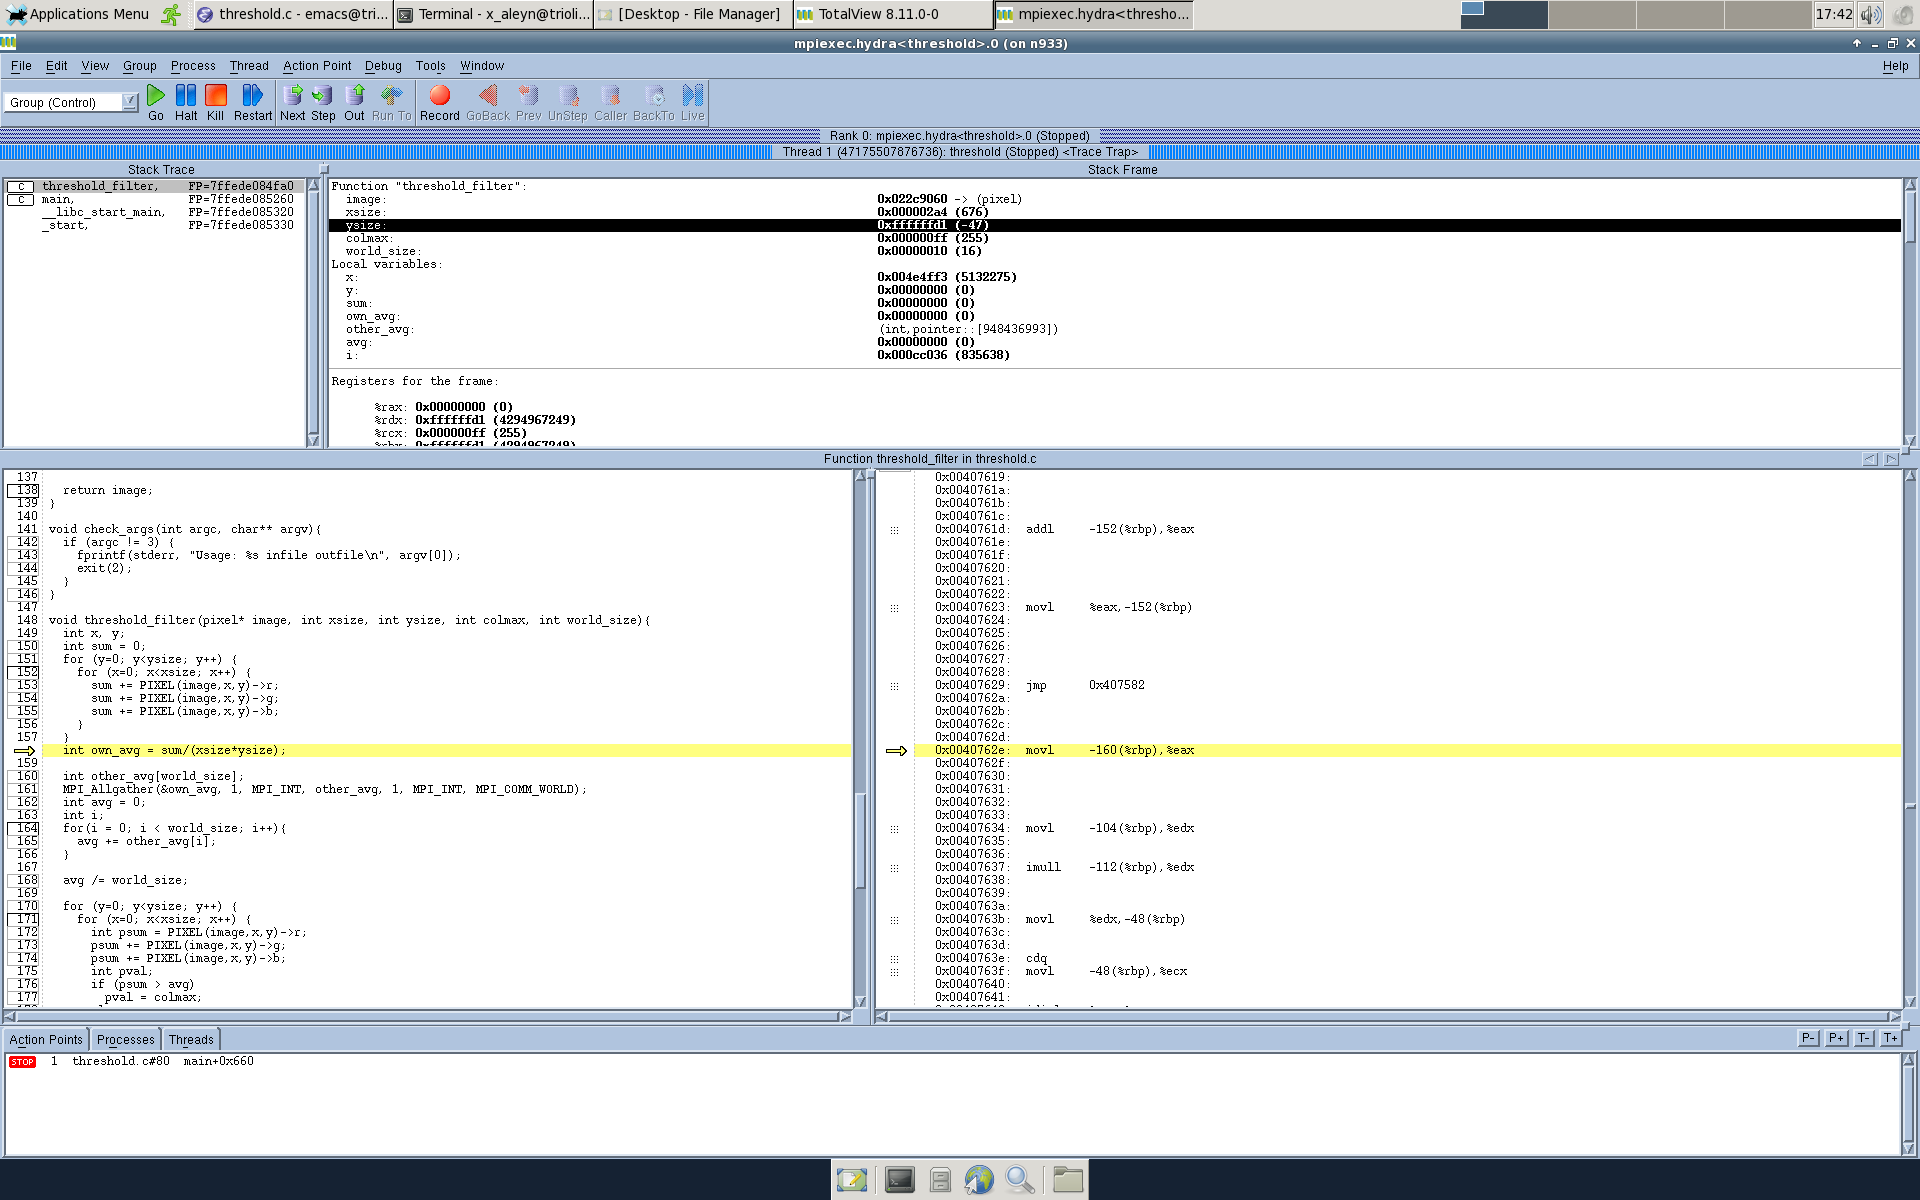 Applications Menu
threshold.c - emacs@tri...
Terminal - x_aleyn@trioli...
[Desktop - File Manager]
TotalView 8.11.0-0
mpiexec.hydra<thresho...
17:42
mpiexec.hydra<threshold>.0 (on n933)
File Edit View Group Process Thread Action Point Debug Tools Window Help
Group (Control)
Go Halt Kill Restart Next Step Out Run To Record GoBack Prev UnStep Caller BackTo Live
Rank 0: mpiexec.hydra<threshold>.0 (Stopped)
Thread 1 (47175507876736): threshold (Stopped) <Trace Trap>
Stack Trace
C threshold_filter, FP=7ffede084fa0
C main, FP=7ffede085260
__libc_start_main, FP=7ffede085320
_start, FP=7ffede085330
Stack Frame
Function "threshold_filter":
image: 0x022c9060 -> (pixel)
xsize: 0x000002a4 (676)
ysize: 0xffffffd1 (-47)
colmax: 0x000000ff (255)
world_size: 0x00000010 (16)
Local variables:
x: 0x004e4ff3 (5132275)
y: 0x00000000 (0)
sum: 0x00000000 (0)
own_avg: 0x00000000 (0)
other_avg: (int,pointer::[948436993])
avg: 0x00000000 (0)
i: 0x000cc036 (835638)
Registers for the frame:
%rax: 0x00000000 (0)
%rdx: 0xffffffd1 (4294967249)
%rcx: 0x000000ff (255)
Function threshold_filter in threshold.c
137
138 return image;
139 }
140
141 void check_args(int argc, char** argv){
142 if (argc != 3) {
143 fprintf(stderr, "Usage: %s infile outfile\n", argv[0]);
144 exit(2);
145 }
146 }
147
148 void threshold_filter(pixel* image, int xsize, int ysize, int colmax, int world_size){
149 int x, y;
150 int sum = 0;
151 for (y=0; y<ysize; y++) {
152 for (x=0; x<xsize; x++) {
153 sum += PIXEL(image,x,y)->r;
154 sum += PIXEL(image,x,y)->g;
155 sum += PIXEL(image,x,y)->b;
156 }
157 }
int own_avg = sum/(xsize*ysize);
159
160 int other_avg[world_size];
161 MPI_Allgather(&own_avg, 1, MPI_INT, other_avg, 1, MPI_INT, MPI_COMM_WORLD);
162 int avg = 0;
163 int i;
164 for(i = 0; i < world_size; i++){
165 avg += other_avg[i];
166 }
167
168 avg /= world_size;
169
170 for (y=0; y<ysize; y++) {
171 for (x=0; x<xsize; x++) {
172 int psum = PIXEL(image,x,y)->r;
173 psum += PIXEL(image,x,y)->g;
174 psum += PIXEL(image,x,y)->b;
175 int pval;
176 if (psum > avg)
177 pval = colmax;
0x00407619:
0x0040761a:
0x0040761b:
0x0040761c:
0x0040761d: addl -152(%rbp),%eax
0x0040761e:
0x0040761f:
0x00407620:
0x00407621:
0x00407622:
0x00407623: movl %eax,-152(%rbp)
0x00407624:
0x00407625:
0x00407626:
0x00407627:
0x00407628:
0x00407629: jmp 0x407582
0x0040762a:
0x0040762b:
0x0040762c:
0x0040762d:
0x0040762e: movl -160(%rbp),%eax
0x0040762f:
0x00407630:
0x00407631:
0x00407632:
0x00407633:
0x00407634: movl -104(%rbp),%edx
0x00407635:
0x00407636:
0x00407637: imull -112(%rbp),%edx
0x00407638:
0x00407639:
0x0040763a:
0x0040763b: movl %edx,-48(%rbp)
0x0040763c:
0x0040763d:
0x0040763e: cdq
0x0040763f: movl -48(%rbp),%ecx
0x00407640:
0x00407641:
Action Points Processes Threads P- P+ T- T+
STOP 1 threshold.c#80 main+0x660